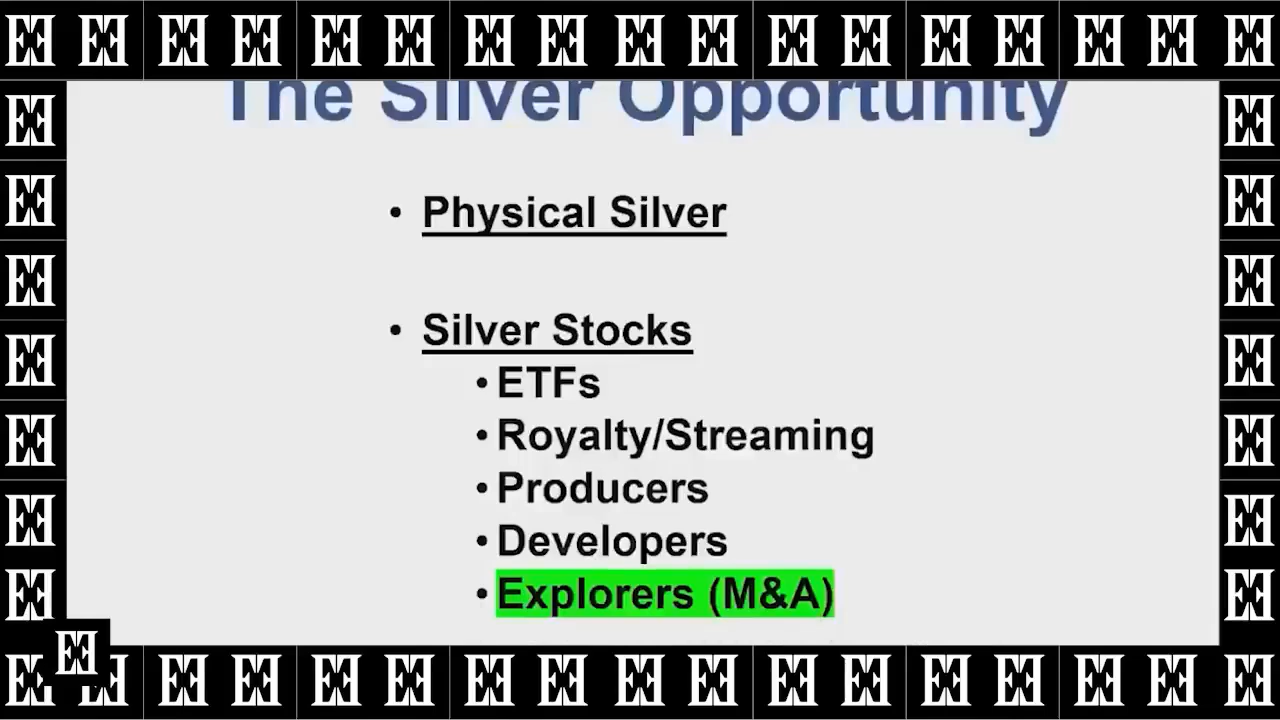 The Silver Opportunity
• Physical Silver
• Silver Stocks
• ETFs
• Royalty/Streaming
• Producers
• Developers
• Explorers (M&A)